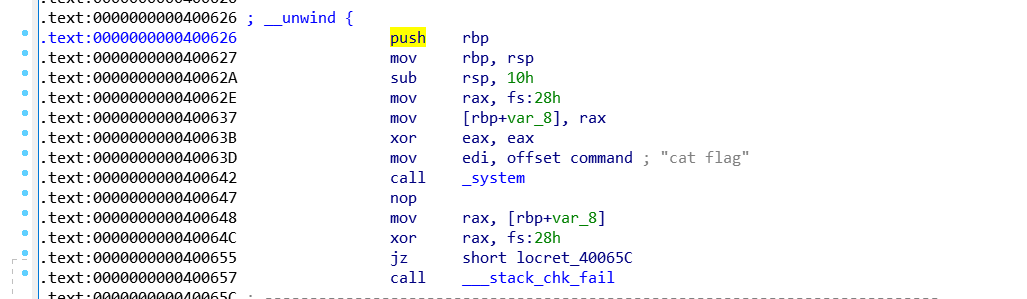 .text:0000000000400626 ; __unwind {
.text:0000000000400626 push rbp
.text:0000000000400627 mov rbp, rsp
.text:000000000040062A sub rsp, 10h
.text:000000000040062E mov rax, fs:28h
.text:0000000000400637 mov [rbp+var_8], rax
.text:000000000040063B xor eax, eax
.text:000000000040063D mov edi, offset command ; "cat flag"
.text:0000000000400642 call _system
.text:0000000000400647 nop
.text:0000000000400648 mov rax, [rbp+var_8]
.text:000000000040064C xor rax, fs:28h
.text:0000000000400655 jz short locret_40065C
.text:0000000000400657 call ___stack_chk_fail
.text:000000000040065C ; ---------------------------------------------------------------------------